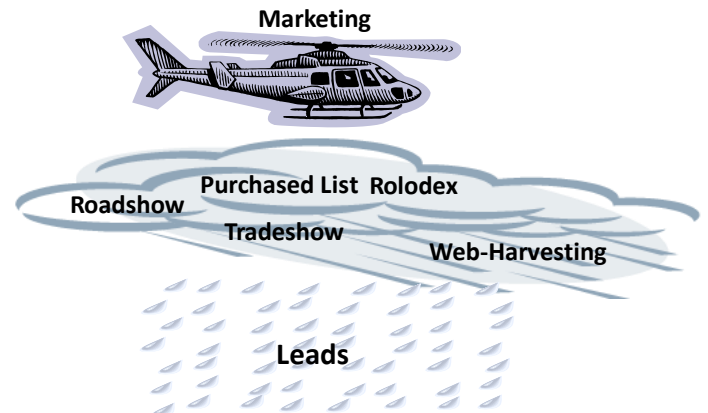 Marketing
Purchased List Rolodex
Roadshow
Tradeshow
Web-Harvesting
Leads